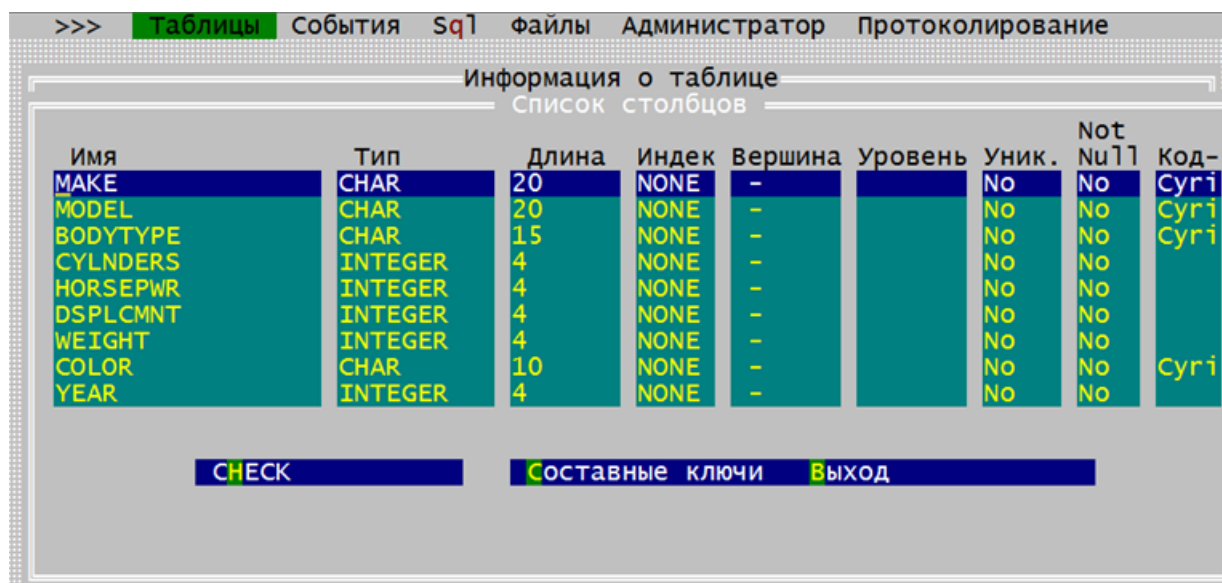 >>> Таблицы События Sql Файлы Администратор Протоколирование
Информация о таблице
Список столбцов
Not
Имя Тип Длина Индек Вершина Уровень Уник. Null Код-
MAKE CHAR 20 NONE – No No Cyri
MODEL CHAR 20 NONE – No No Cyri
BODYTYPE CHAR 15 NONE – No No Cyri
CYLNDERS INTEGER 4 NONE – No No
HORSEPWR INTEGER 4 NONE – No No
DSPLCMNT INTEGER 4 NONE – No No
WEIGHT INTEGER 4 NONE – No No
COLOR CHAR 10 NONE – No No Cyri
YEAR INTEGER 4 NONE – No No
CHECK Составные ключи Выход